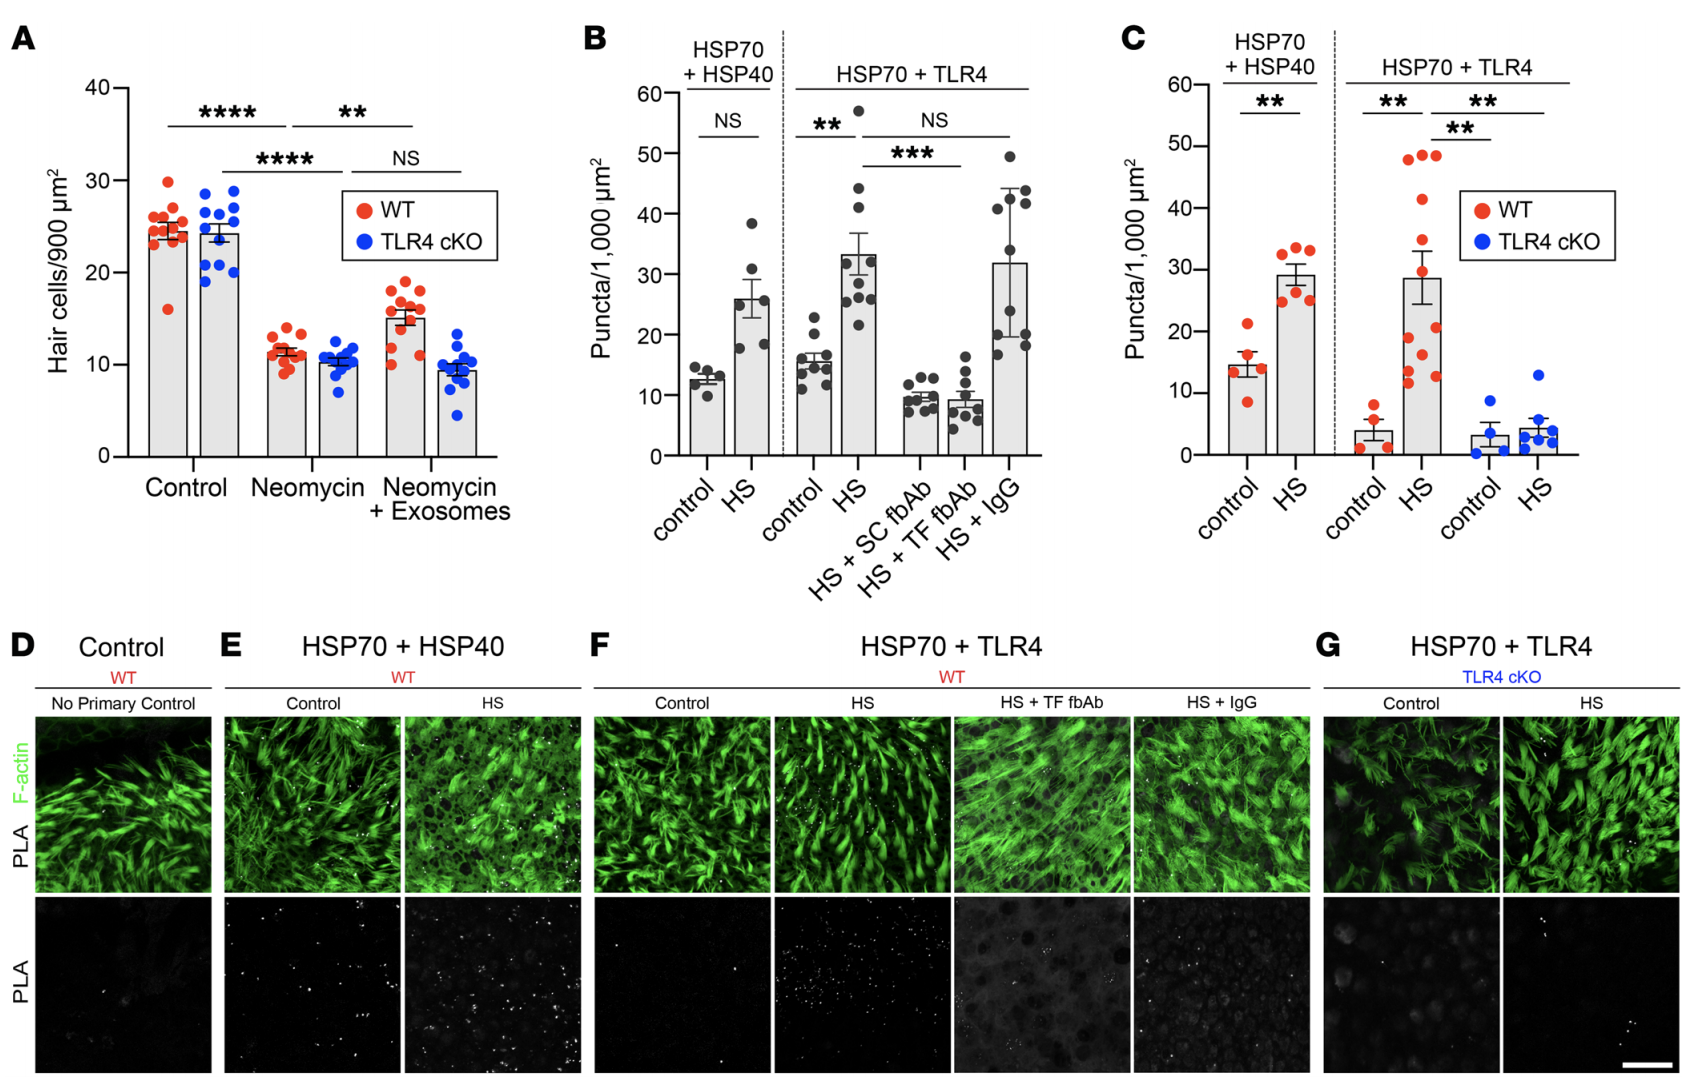 A
40
30
20
10
0
Hair cells/900 µm²
****
**
****
NS
WT
TLR4 cKO
Control
Neomycin
Neomycin
+ Exosomes
B
HSP70
+ HSP40
HSP70 + TLR4
60
50
40
30
20
10
0
Puncta/1,000 µm²
NS
**
NS
***
control
HS
control
HS
HS + SC fbAb
HS + TF fbAb
HS + IgG
C
HSP70
+ HSP40
HSP70 + TLR4
60
50
40
30
20
10
0
Puncta/1,000 µm²
**
**
**
**
WT
TLR4 cKO
control
HS
control
HS
control
HS
D
Control
WT
No Primary Control
E
HSP70 + HSP40
WT
Control
HS
F
HSP70 + TLR4
WT
Control
HS
HS + TF fbAb
HS + IgG
G
HSP70 + TLR4
TLR4 cKO
Control
HS
PLA F-actin
PLA